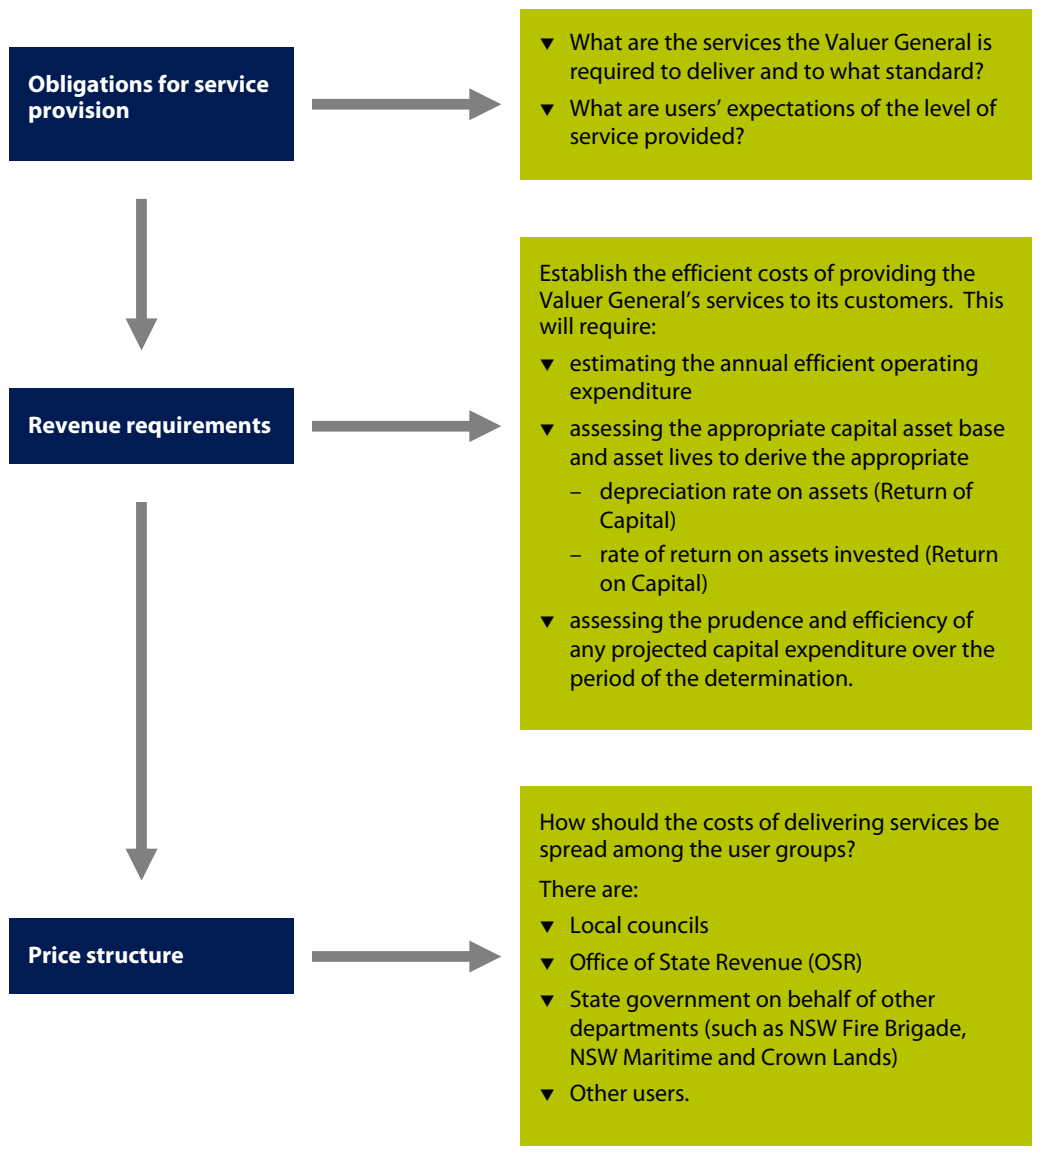 Obligations for service
provision
▼ What are the services the Valuer General is
required to deliver and to what standard?
▼ What are users’ expectations of the level of
service provided?
Revenue requirements
Establish the efficient costs of providing the
Valuer General’s services to its customers.  This
will require:
▼ estimating the annual efficient operating
expenditure
▼ assessing the appropriate capital asset base
and asset lives to derive the appropriate
– depreciation rate on assets (Return of
Capital)
– rate of return on assets invested (Return
on Capital)
▼ assessing the prudence and efficiency of
any projected capital expenditure over the
period of the determination.
Price structure
How should the costs of delivering services be
spread among the user groups?
There are:
▼ Local councils
▼ Office of State Revenue (OSR)
▼ State government on behalf of other
departments (such as NSW Fire Brigade,
NSW Maritime and Crown Lands)
▼ Other users.